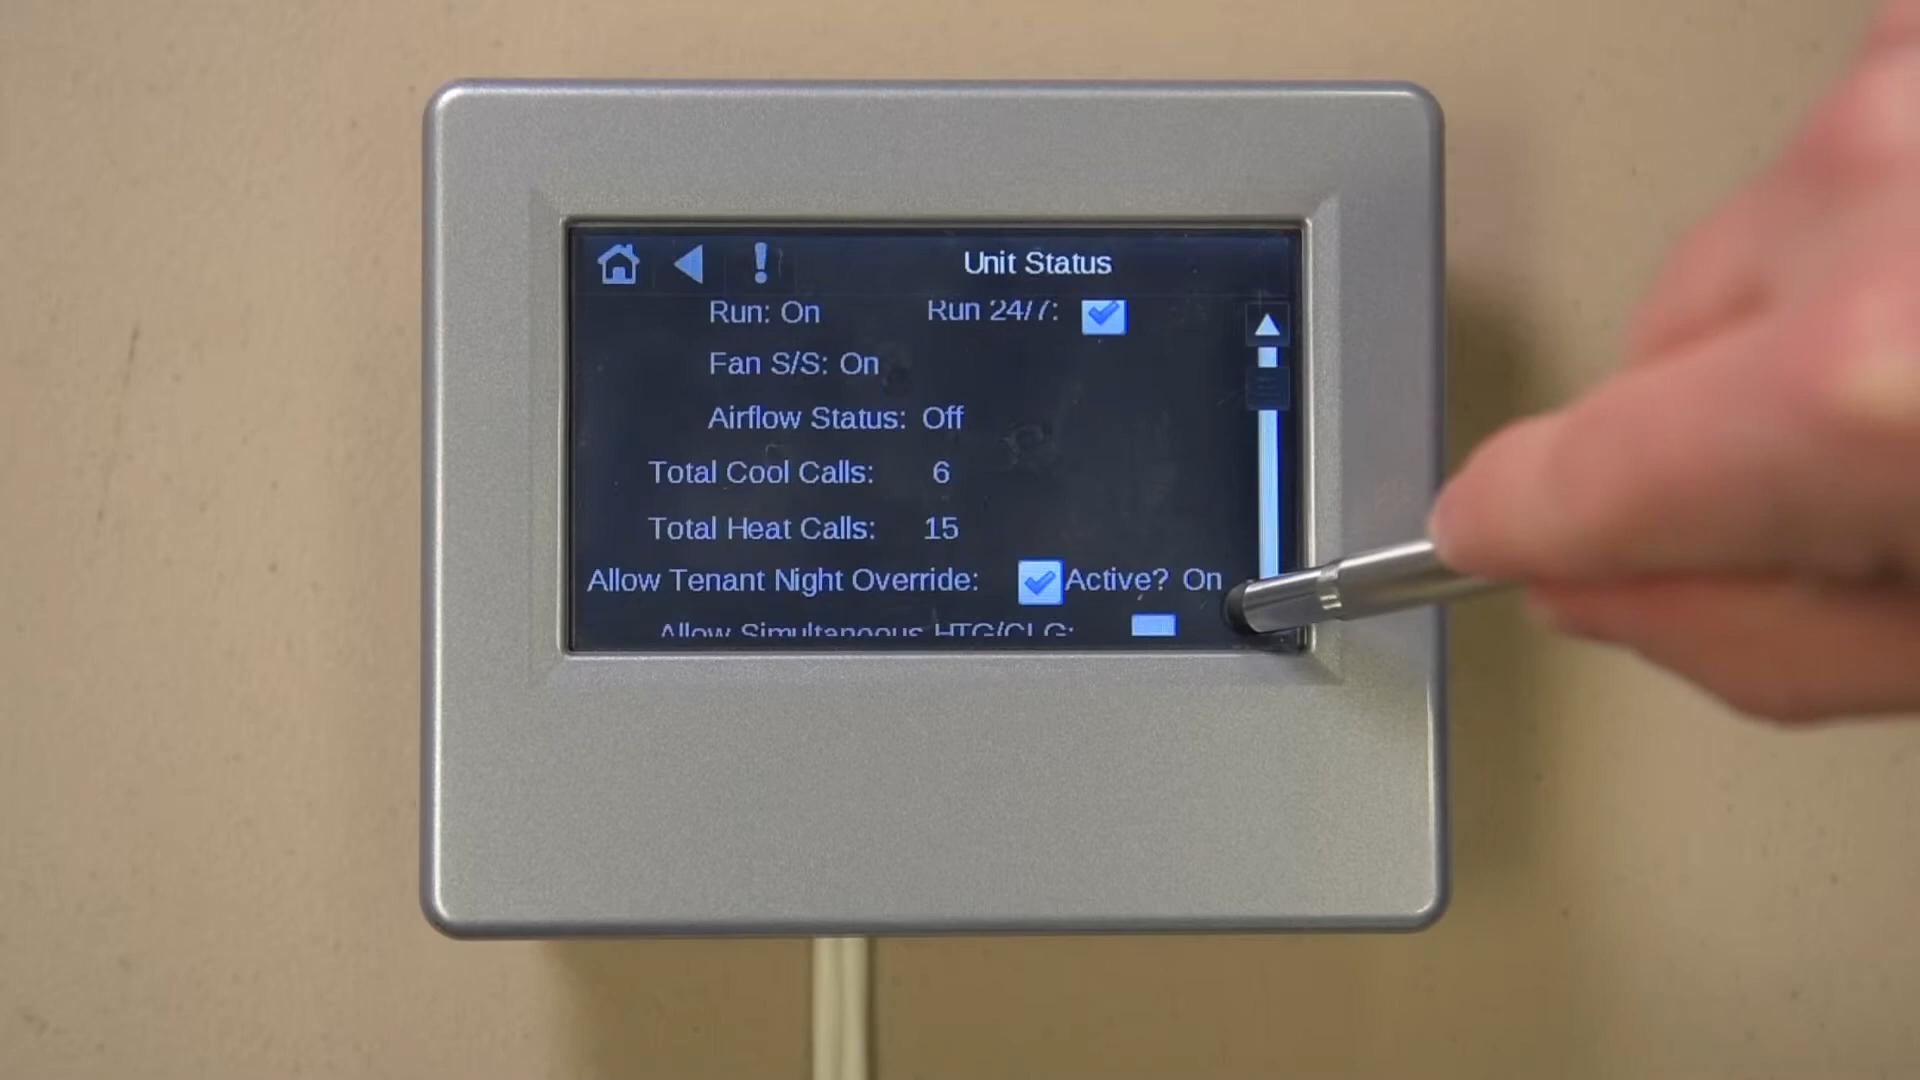 Unit Status
Run: On Run 24/7:
Fan S/S: On
Airflow Status: Off
Total Cool Calls: 6
Total Heat Calls: 15
Allow Tenant Night Override: Active? On
Allow Simultaneous HTG/CLG: